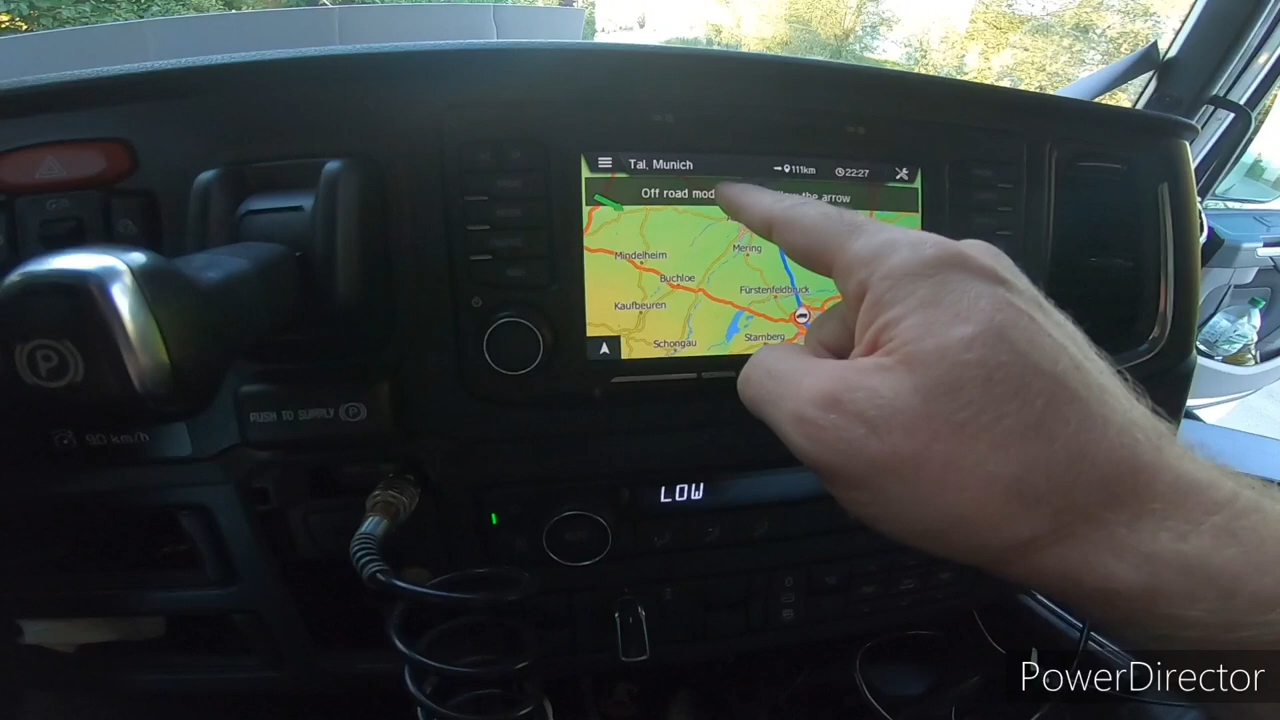 Tal, Munich
111km
22:27
Off road mod
the arrow
Mindelheim
Mering
Buchloe
Fürstenfeldbruck
Kaufbeuren
Schongau
Starnberg
P
PUSH TO SUPPLY P
90 km/h
LOW
PowerDirector